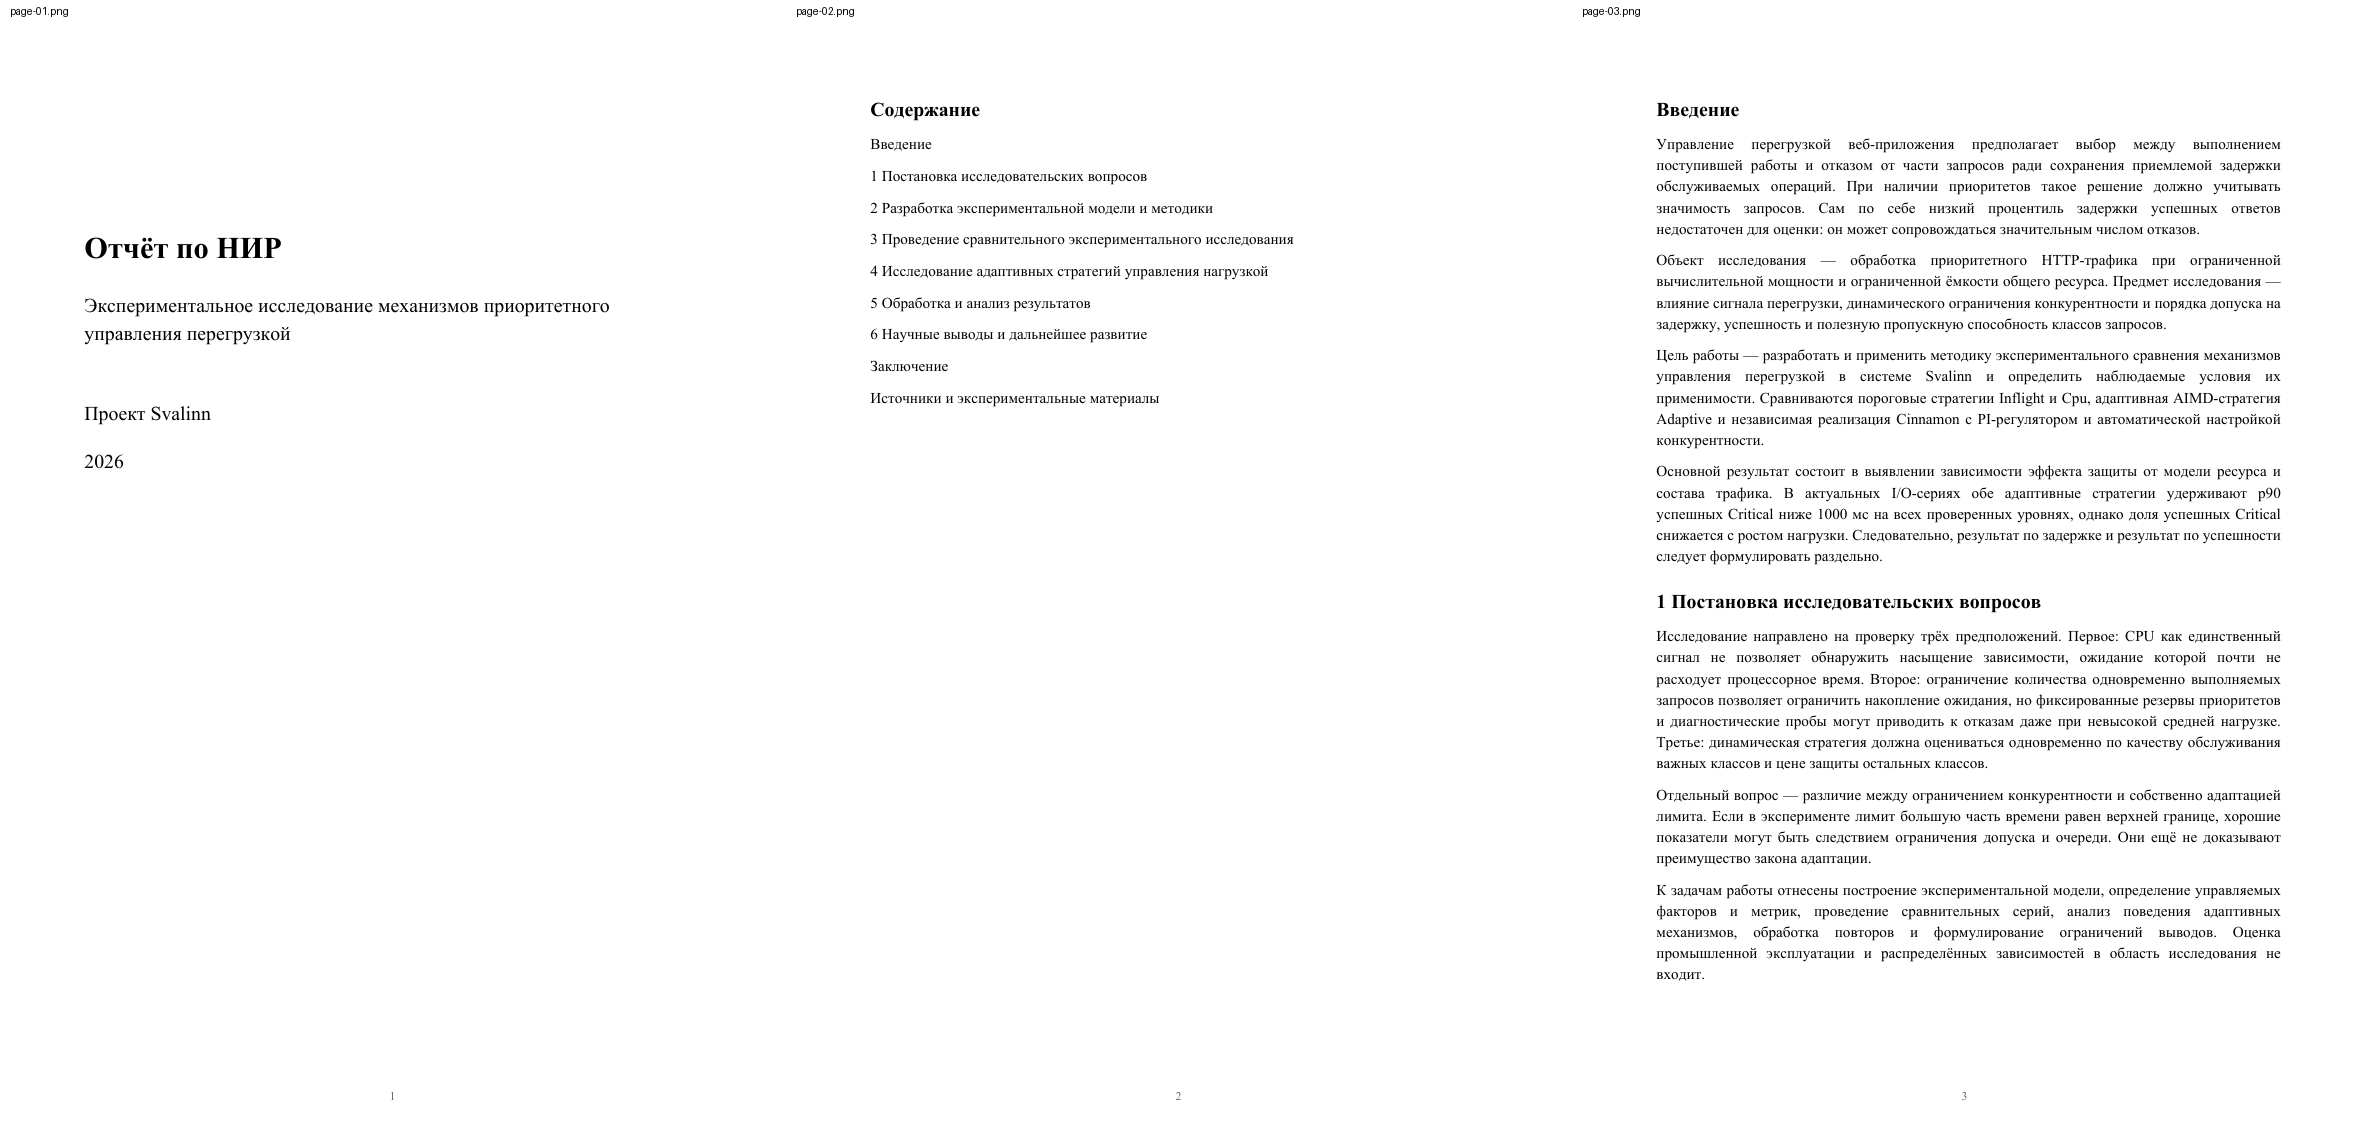 page-01.png
Отчёт по НИР
Экспериментальное исследование механизмов приоритетного
управления перегрузкой
Проект Svalinn
2026
1
page-02.png
Содержание
Введение
1 Постановка исследовательских вопросов
2 Разработка экспериментальной модели и методики
3 Проведение сравнительного экспериментального исследования
4 Исследование адаптивных стратегий управления нагрузкой
5 Обработка и анализ результатов
6 Научные выводы и дальнейшее развитие
Заключение
Источники и экспериментальные материалы
2
page-03.png
Введение
Управление перегрузкой веб-приложения предполагает выбор между выполнением
поступившей работы и отказом от части запросов ради сохранения приемлемой задержки
обслуживаемых операций. При наличии приоритетов такое решение должно учитывать
значимость запросов. Сам по себе низкий процентиль задержки успешных ответов
недостаточен для оценки: он может сопровождаться значительным числом отказов.
Объект исследования — обработка приоритетного HTTP-трафика при ограниченной
вычислительной мощности и ограниченной ёмкости общего ресурса. Предмет исследования —
влияние сигнала перегрузки, динамического ограничения конкурентности и порядка допуска на
задержку, успешность и полезную пропускную способность классов запросов.
Цель работы — разработать и применить методику экспериментального сравнения механизмов
управления перегрузкой в системе Svalinn и определить наблюдаемые условия их
применимости. Сравниваются пороговые стратегии Inflight и Cpu, адаптивная AIMD-стратегия
Adaptive и независимая реализация Cinnamon с PI-регулятором и автоматической настройкой
конкурентности.
Основной результат состоит в выявлении зависимости эффекта защиты от модели ресурса и
состава трафика. В актуальных I/O-сериях обе адаптивные стратегии удерживают p90
успешных Critical ниже 1000 мс на всех проверенных уровнях, однако доля успешных Critical
снижается с ростом нагрузки. Следовательно, результат по задержке и результат по успешности
следует формулировать раздельно.
1 Постановка исследовательских вопросов
Исследование направлено на проверку трёх предположений. Первое: CPU как единственный
сигнал не позволяет обнаружить насыщение зависимости, ожидание которой почти не
расходует процессорное время. Второе: ограничение количества одновременно выполняемых
запросов позволяет ограничить накопление ожидания, но фиксированные резервы приоритетов
и диагностические пробы могут приводить к отказам даже при невысокой средней нагрузке.
Третье: динамическая стратегия должна оцениваться одновременно по качеству обслуживания
важных классов и цене защиты остальных классов.
Отдельный вопрос — различие между ограничением конкурентности и собственно адаптацией
лимита. Если в эксперименте лимит большую часть времени равен верхней границе, хорошие
показатели могут быть следствием ограничения допуска и очереди. Они ещё не доказывают
преимущество закона адаптации.
К задачам работы отнесены построение экспериментальной модели, определение управляемых
факторов и метрик, проведение сравнительных серий, анализ поведения адаптивных
механизмов, обработка повторов и формулирование ограничений выводов. Оценка
промышленной эксплуатации и распределённых зависимостей в область исследования не
входит.
3